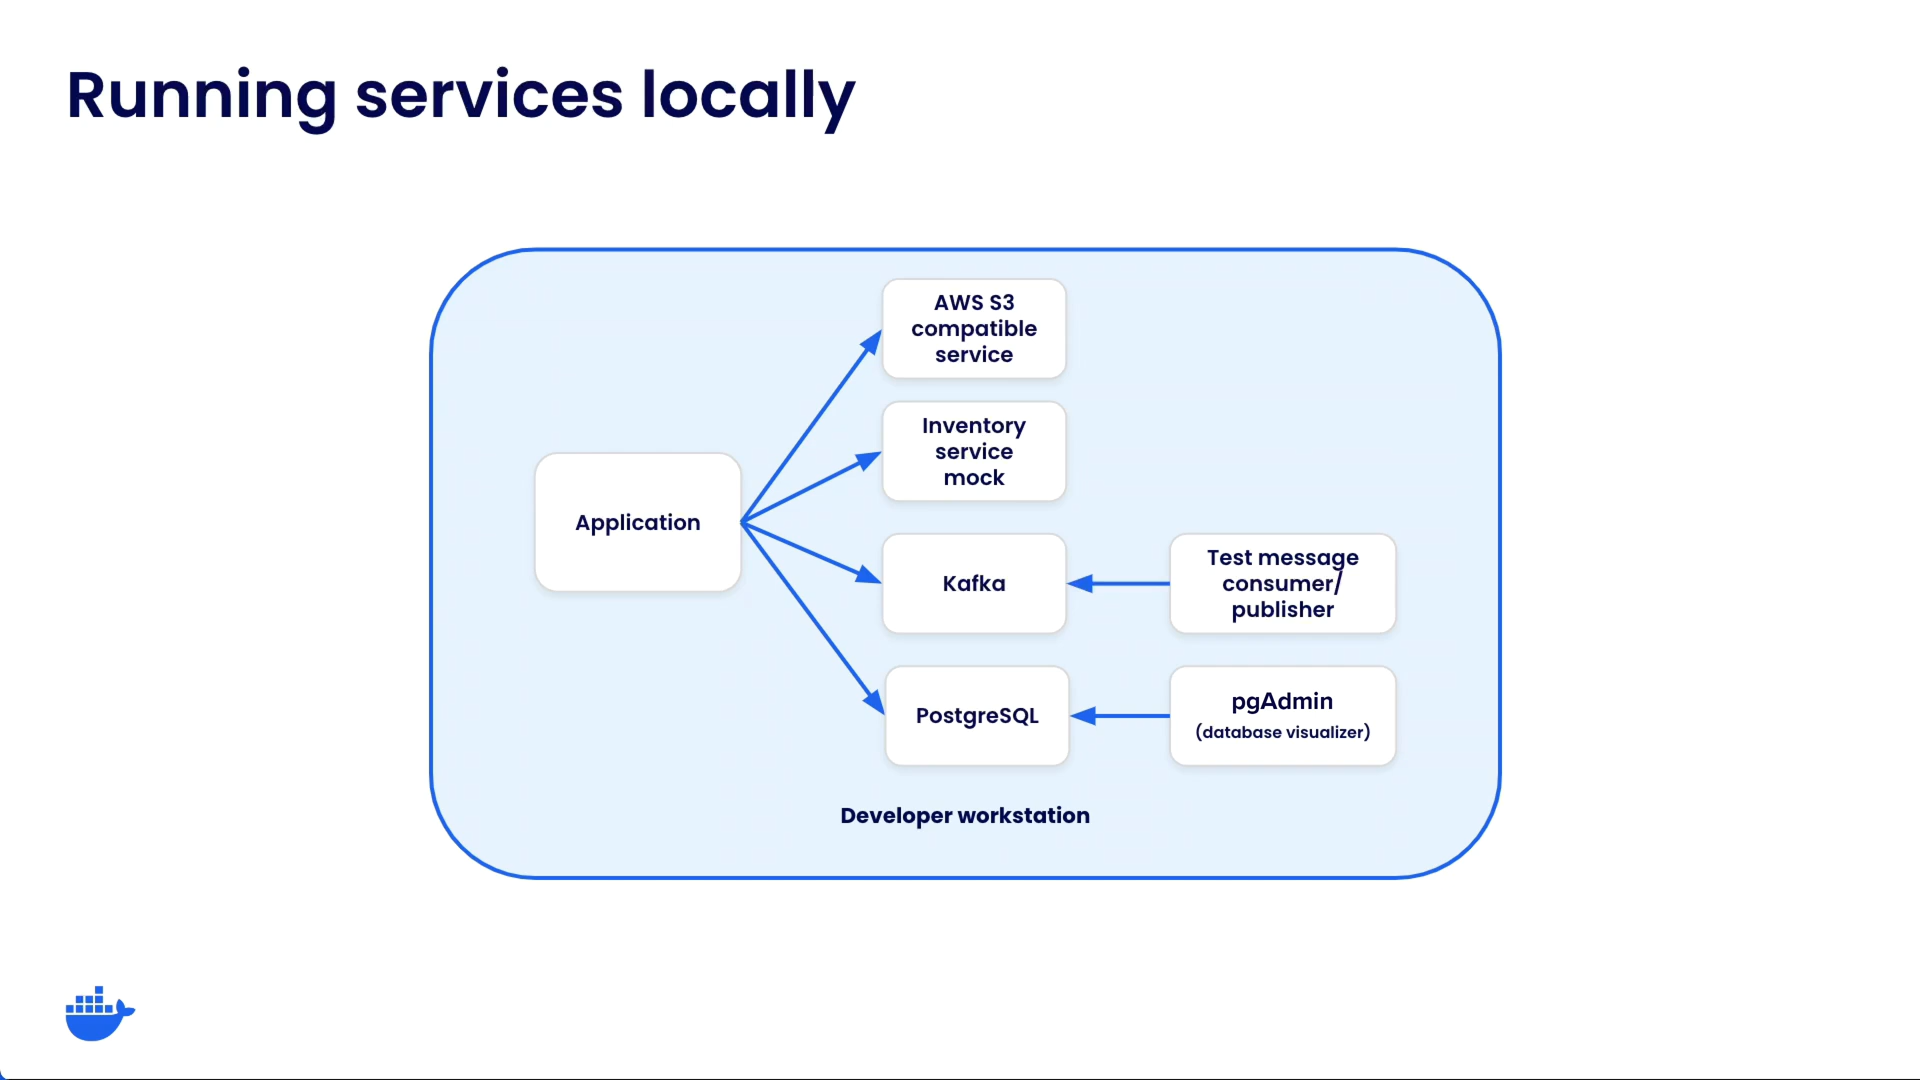 Running services locally
AWS S3
compatible
service
Inventory
service
mock
Application
Kafka
Test message
consumer/
publisher
PostgreSQL
pgAdmin
(database visualizer)
Developer workstation